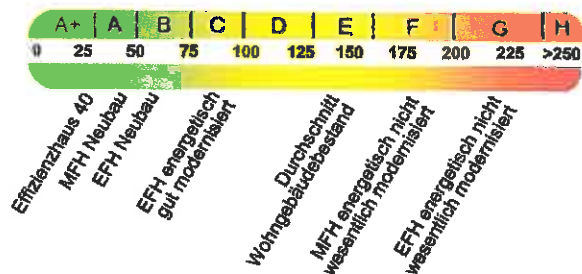 A+ A B C D E F G H
0 25 50 75 100 125 150 175 200 225 >250
Effizienzhaus 40
MFH Neubau
EFH Neubau
EFH energetisch
gut modernisiert
Durchschnitt
Wohngebäudebestand
MFH energetisch nicht
wesentlich modernisiert
EFH energetisch nicht
wesentlich modernisiert